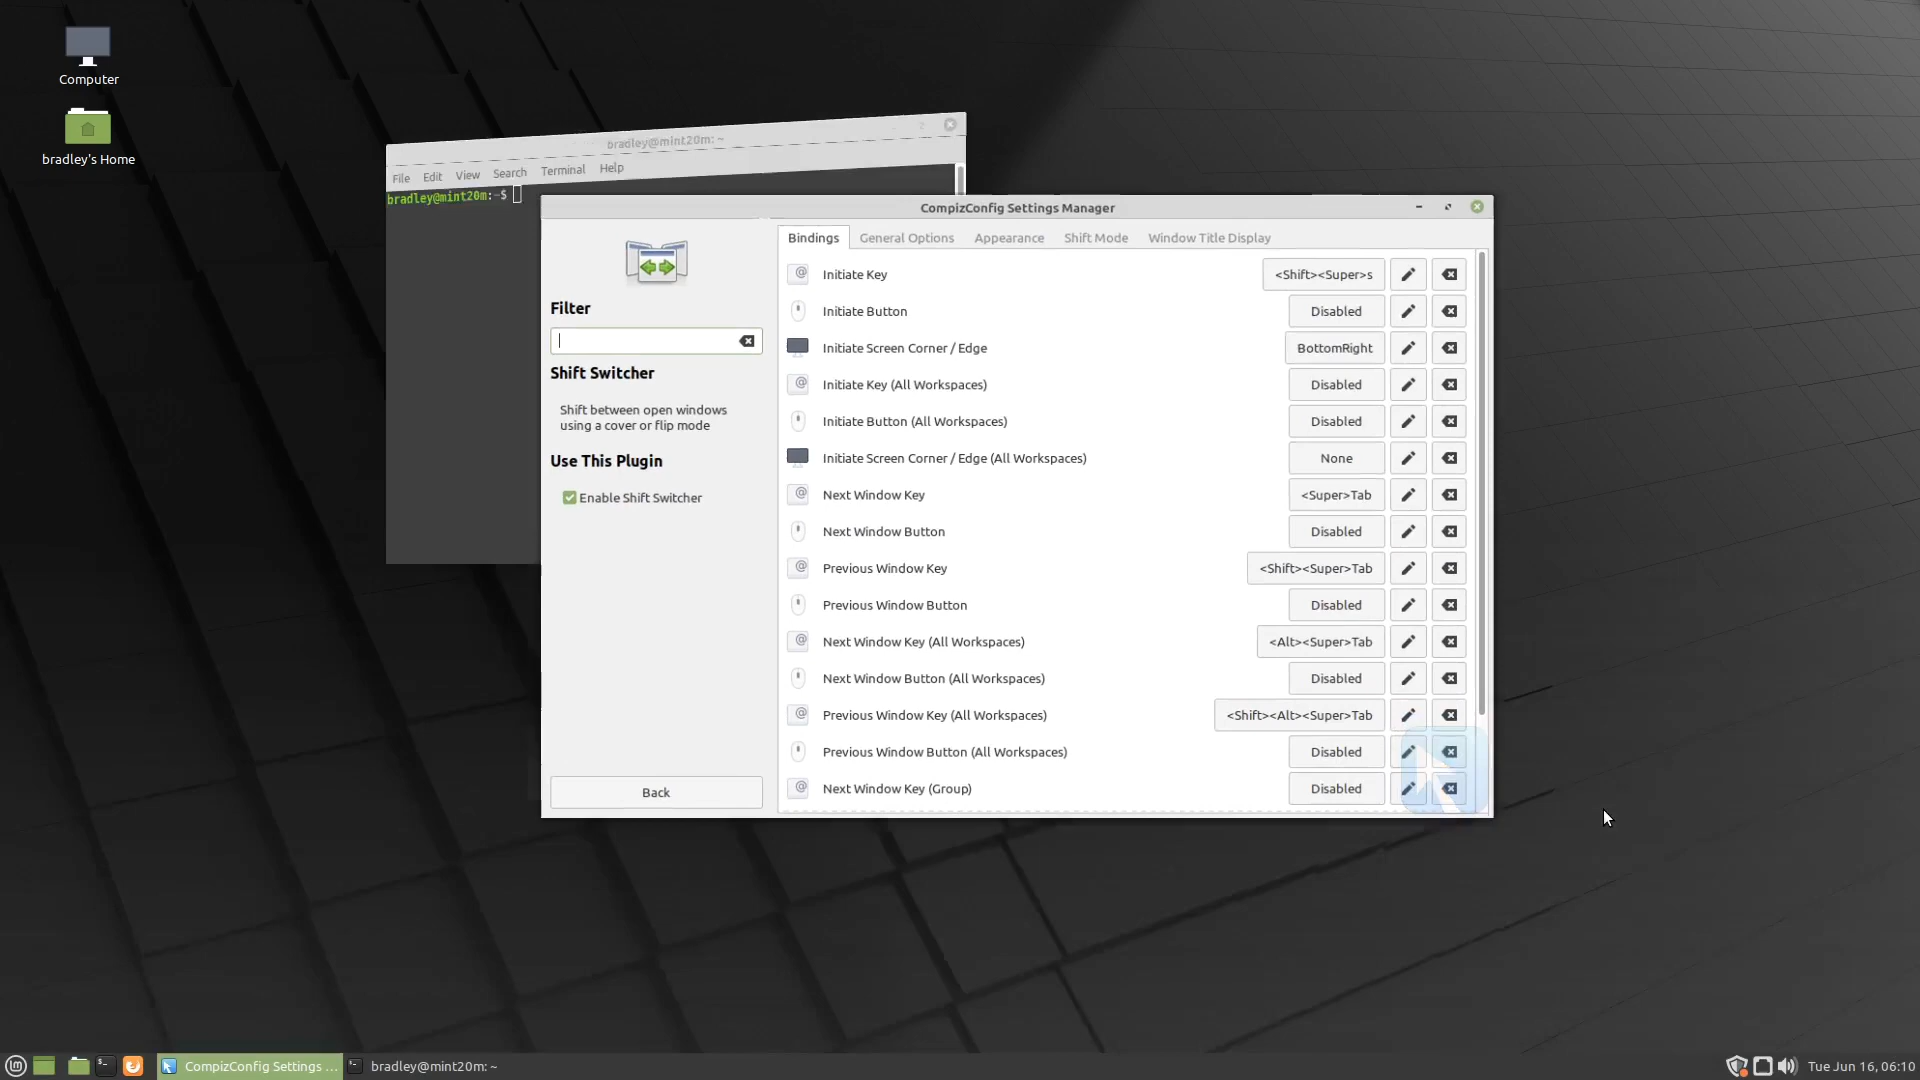 Computer
bradley's Home
bradley@mint20m: ~
File Edit View Search Terminal Help
bradley@mint20m:~$
CompizConfig Settings Manager
Filter
Shift Switcher
Shift between open windows
using a cover or flip mode
Use This Plugin
Enable Shift Switcher
Back
Bindings General Options Appearance Shift Mode Window Title Display
Initiate Key <Shift><Super>s
Initiate Button Disabled
Initiate Screen Corner / Edge BottomRight
Initiate Key (All Workspaces) Disabled
Initiate Button (All Workspaces) Disabled
Initiate Screen Corner / Edge (All Workspaces) None
Next Window Key <Super>Tab
Next Window Button Disabled
Previous Window Key <Shift><Super>Tab
Previous Window Button Disabled
Next Window Key (All Workspaces) <Alt><Super>Tab
Next Window Button (All Workspaces) Disabled
Previous Window Key (All Workspaces) <Shift><Alt><Super>Tab
Previous Window Button (All Workspaces) Disabled
Next Window Key (Group) Disabled
CompizConfig Settings ... bradley@mint20m: ~ Tue Jun 16, 06:10